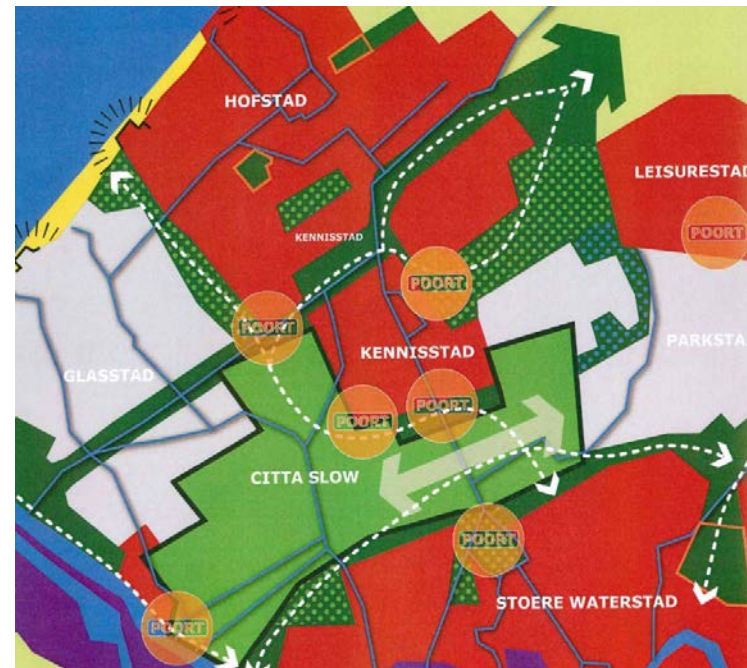 HOFSTAD
LEISURESTAD
POORT
KENNISSTAD
POORT
POORT
KENNISSTAD
PARKSTA
GLASSTAD
POORT
POORT
CITTA SLOW
POORT
STOERE WATERSTAD
POORT